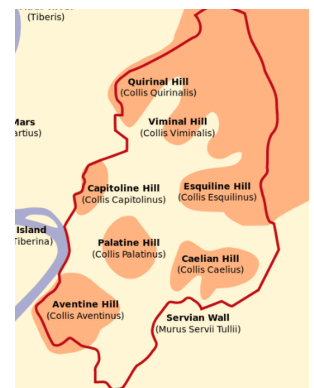 (Tiberis)
Quirinal Hill
(Collis Quirinalis)
Mars
artius)
Viminal Hill
(Collis Viminalis)
Capitoline Hill
(Collis Capitolinus)
Esquiline Hill
(Collis Esquilinus)
Island
Tiberina)
Palatine Hill
(Collis Palatinus)
Caelian Hill
(Collis Caelius)
Aventine Hill
(Collis Aventinus)
Servian Wall
(Murus Servii Tullii)